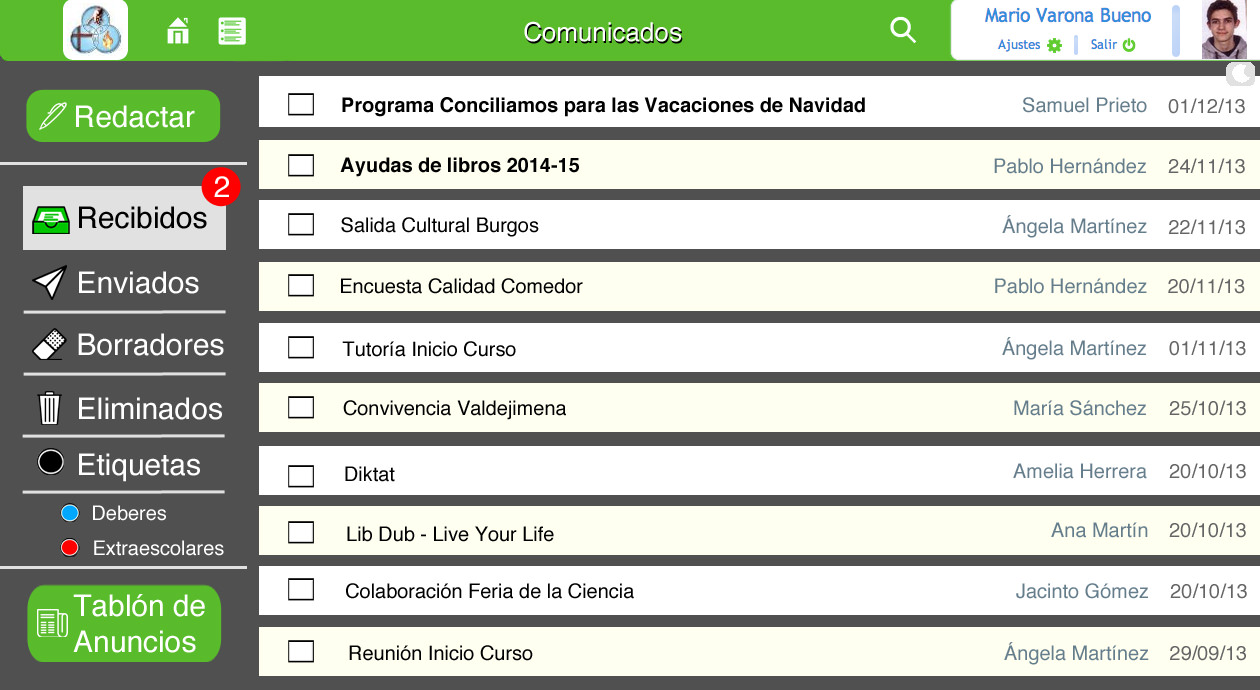 Comunicados
Mario Varona Bueno
Ajustes Salir
Redactar
2
Recibidos
Enviados
Borradores
Eliminados
Etiquetas
Deberes
Extraescolares
Tablón de
Anuncios
Programa Conciliamos para las Vacaciones de Navidad Samuel Prieto 01/12/13
Ayudas de libros 2014-15 Pablo Hernández 24/11/13
Salida Cultural Burgos Ángela Martínez 22/11/13
Encuesta Calidad Comedor Pablo Hernández 20/11/13
Tutoría Inicio Curso Ángela Martínez 01/11/13
Convivencia Valdejimena María Sánchez 25/10/13
Diktat Amelia Herrera 20/10/13
Lib Dub - Live Your Life Ana Martín 20/10/13
Colaboración Feria de la Ciencia Jacinto Gómez 20/10/13
Reunión Inicio Curso Ángela Martínez 29/09/13